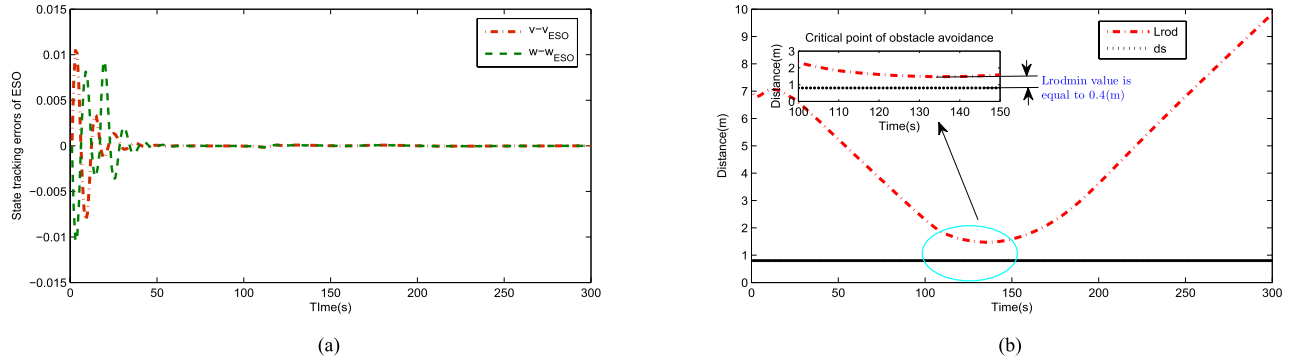 0.015
0.01
0.005
0
-0.005
-0.01
-0.015
State tracking errors of ESO
v-vESO
w-wESO
0 50 100 150 200 250 300
TIme(s)
(a)
10
9
8
7
6
5
4
3
2
1
0
Distance(m)
Critical point of obstacle avoidance
3
2
1
0
Distance(m)
100 110 120 130 140 150
Time(s)
Lrodmin value is
equal to 0.4(m)
Lrod
ds
0 50 100 150 200 250 300
Time(s)
(b)